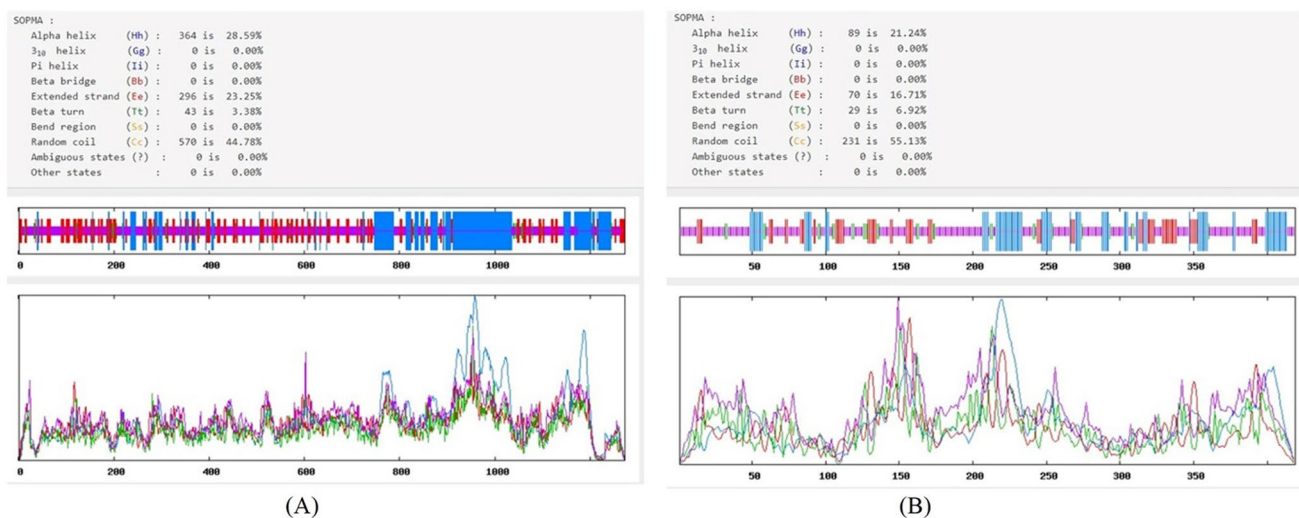 SOPMA :
Alpha helix (Hh) : 364 is 28.59%
3₁₀ helix (Gg) : 0 is 0.00%
Pi helix (Ii) : 0 is 0.00%
Beta bridge (Bb) : 0 is 0.00%
Extended strand (Ee) : 296 is 23.25%
Beta turn (Tt) : 43 is 3.38%
Bend region (Ss) : 0 is 0.00%
Random coil (Cc) : 570 is 44.78%
Ambiguous states (?) : 0 is 0.00%
Other states : 0 is 0.00%
0 200 400 600 800 1000
0 200 400 600 800 1000
(A)
SOPMA :
Alpha helix (Hh) : 89 is 21.24%
3₁₀ helix (Gg) : 0 is 0.00%
Pi helix (Ii) : 0 is 0.00%
Beta bridge (Bb) : 0 is 0.00%
Extended strand (Ee) : 70 is 16.71%
Beta turn (Tt) : 29 is 6.92%
Bend region (Ss) : 0 is 0.00%
Random coil (Cc) : 231 is 55.13%
Ambiguous states (?) : 0 is 0.00%
Other states : 0 is 0.00%
50 100 150 200 250 300 350
50 100 150 200 250 300 350
(B)